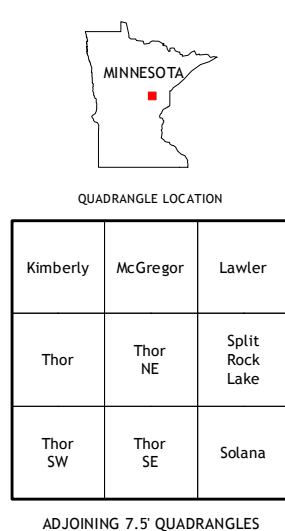 MINNESOTA
QUADRANGLE LOCATION
Kimberly
McGregor
Lawler
Thor
Thor
NE
Split
Rock
Lake
Thor
SW
Thor
SE
Solana
ADJOINING 7.5' QUADRANGLES